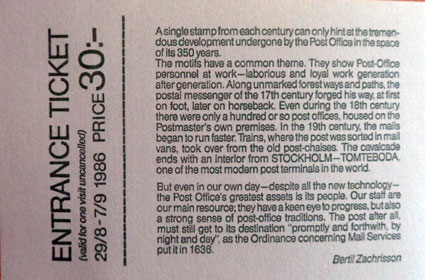 ENTRANCE TICKET
(valid for one visit uncancelled)
29/8-7/9 1986 PRICE 30:-
A single stamp from each century can only hint at the tremen-
dous development undergone by the Post Office in the space
of its 350 years.
The motifs have a common theme. They show Post-Office
personnel at work—laborious and loyal work generation
after generation. Along unmarked forest ways and paths, the
postal messenger of the 17th century forged his way, at first
on foot, later on horseback. Even during the 18th century
there were only a hundred or so post offices, housed on the
Postmaster's own premises. In the 19th century, the mails
began to run faster. Trains, where the post was sorted in mail
vans, took over from the old post-chaises. The cavalcade
ends with an interior from STOCKHOLM—TOMTEBODA,
one of the most modern post terminals in the world.
But even in our own day—despite all the new technology—
the Post Office's greatest assets is its people. Our staff are
our main resource; they have a keen eye to progress, but also
a strong sense of post-office traditions. The post after all,
must still get to its destination "promptly and forthwith, by
night and day", as the Ordinance concerning Mail Services
put it in 1636.
Bertil Zachrisson